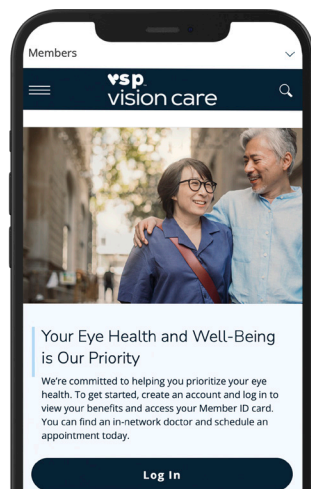 Members
vsp
vision care
Your Eye Health and Well-Being
is Our Priority
We're committed to helping you prioritize your eye
health. To get started, create an account and log in to
view your benefits and access your Member ID card.
You can find an in-network doctor and schedule an
appointment today.
Log In